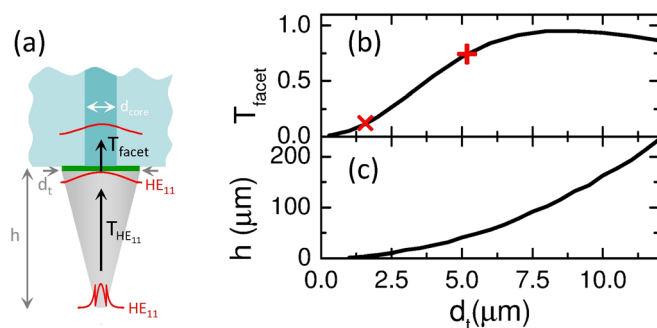 (a)
d_core
T_facet
d_t
HE_11
h
T_HE_11
HE_11
(b)
T_facet
1.0
0.5
0.0
(c)
h (μm)
200
100
0
0.0 2.5 5.0 7.5 10.0
d_t(μm)